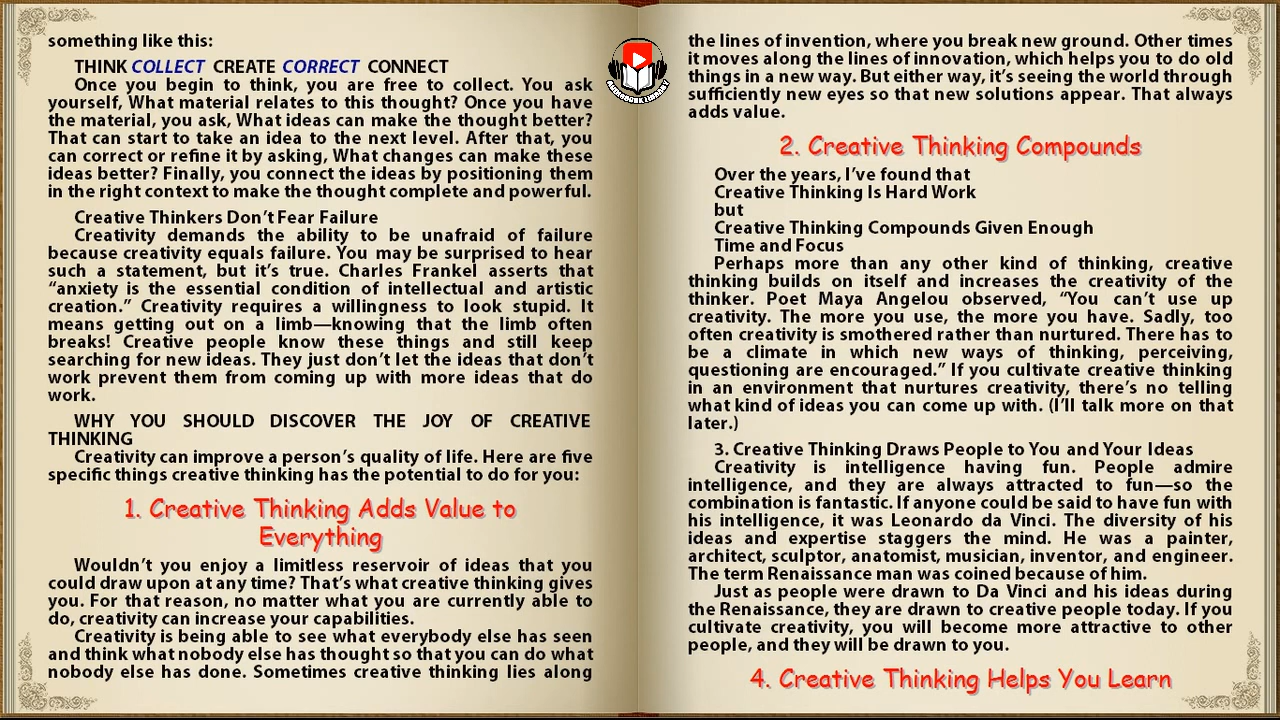 something like this:
THINK COLLECT CREATE CORRECT CONNECT
Once you begin to think, you are free to collect. You ask
yourself, What material relates to this thought? Once you have
the material, you ask, What ideas can make the thought better?
That can start to take an idea to the next level. After that, you
can correct or refine it by asking, What changes can make these
ideas better? Finally, you connect the ideas by positioning them
in the right context to make the thought complete and powerful.
Creative Thinkers Don’t Fear Failure
Creativity demands the ability to be unafraid of failure
because creativity equals failure. You may be surprised to hear
such a statement, but it’s true. Charles Frankel asserts that
“anxiety is the essential condition of intellectual and artistic
creation.” Creativity requires a willingness to look stupid. It
means getting out on a limb—knowing that the limb often
breaks! Creative people know these things and still keep
searching for new ideas. They just don’t let the ideas that don’t
work prevent them from coming up with more ideas that do
work.
WHY YOU SHOULD DISCOVER THE JOY OF CREATIVE
THINKING
Creativity can improve a person’s quality of life. Here are five
specific things creative thinking has the potential to do for you:
1. Creative Thinking Adds Value to
Everything
Wouldn’t you enjoy a limitless reservoir of ideas that you
could draw upon at any time? That’s what creative thinking gives
you. For that reason, no matter what you are currently able to
do, creativity can increase your capabilities.
Creativity is being able to see what everybody else has seen
and think what nobody else has thought so that you can do what
nobody else has done. Sometimes creative thinking lies along
AUDIOBOOK LIBRARY
the lines of invention, where you break new ground. Other times
it moves along the lines of innovation, which helps you to do old
things in a new way. But either way, it’s seeing the world through
sufficiently new eyes so that new solutions appear. That always
adds value.
2. Creative Thinking Compounds
Over the years, I’ve found that
Creative Thinking Is Hard Work
but
Creative Thinking Compounds Given Enough
Time and Focus
Perhaps more than any other kind of thinking, creative
thinking builds on itself and increases the creativity of the
thinker. Poet Maya Angelou observed, “You can’t use up
creativity. The more you use, the more you have. Sadly, too
often creativity is smothered rather than nurtured. There has to
be a climate in which new ways of thinking, perceiving,
questioning are encouraged.” If you cultivate creative thinking
in an environment that nurtures creativity, there’s no telling
what kind of ideas you can come up with. (I’ll talk more on that
later.)
3. Creative Thinking Draws People to You and Your Ideas
Creativity is intelligence having fun. People admire
intelligence, and they are always attracted to fun—so the
combination is fantastic. If anyone could be said to have fun with
his intelligence, it was Leonardo da Vinci. The diversity of his
ideas and expertise staggers the mind. He was a painter,
architect, sculptor, anatomist, musician, inventor, and engineer.
The term Renaissance man was coined because of him.
Just as people were drawn to Da Vinci and his ideas during
the Renaissance, they are drawn to creative people today. If you
cultivate creativity, you will become more attractive to other
people, and they will be drawn to you.
4. Creative Thinking Helps You Learn